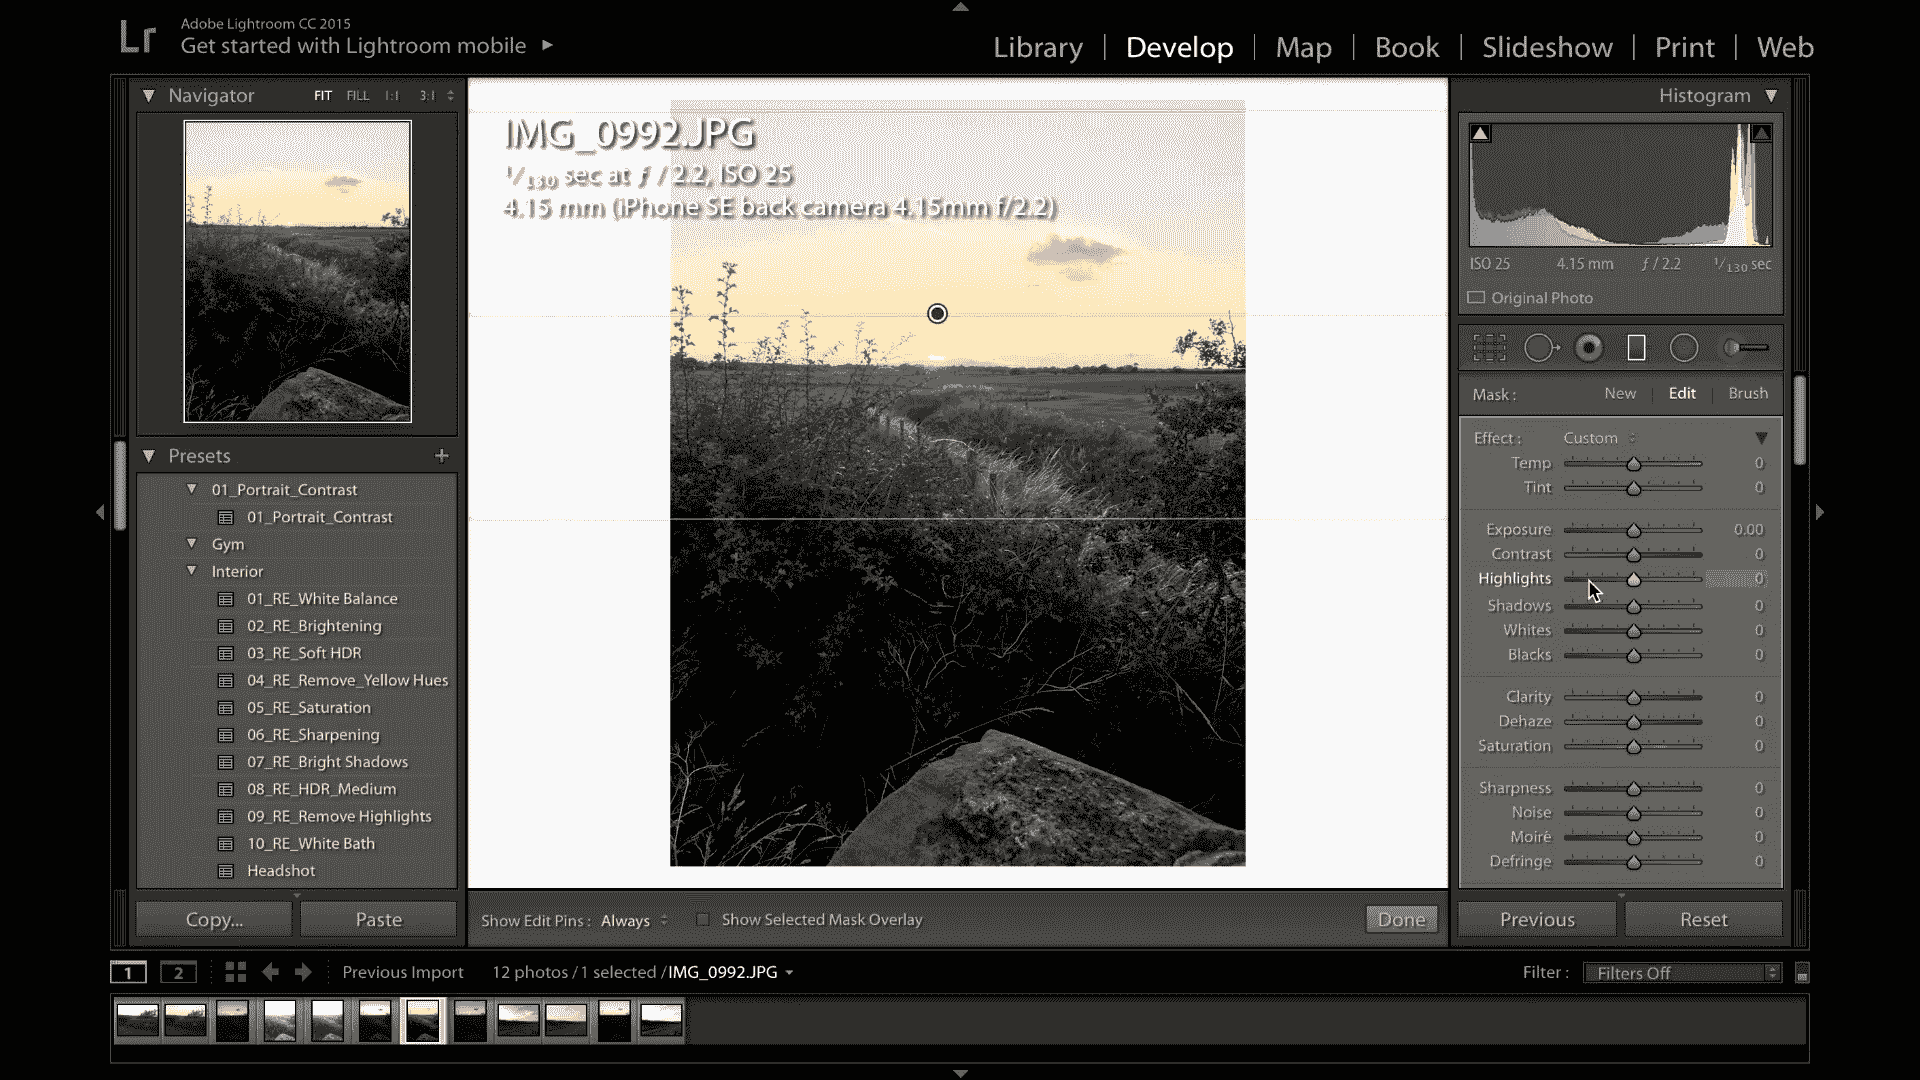 Lr
Adobe Lightroom CC 2015
Get started with Lightroom mobile
Library
Develop
Map
Book
Slideshow
Print
Web
Navigator
FIT
FILL
1:1
3:1
Presets
01_Portrait_Contrast
01_Portrait_Contrast
Gym
Interior
01_RE_White Balance
02_RE_Brightening
03_RE_Soft HDR
04_RE_Remove_Yellow Hues
05_RE_Saturation
06_RE_Sharpening
07_RE_Bright Shadows
08_RE_HDR_Medium
09_RE_Remove Highlights
10_RE_White Bath
Headshot
Copy...
Paste
IMG_0992.JPG
1/130 sec at ƒ / 2.2, ISO 25
4.15 mm (iPhone SE back camera 4.15mm f/2.2)
Show Edit Pins : Always
Show Selected Mask Overlay
Done
Histogram
ISO 25
4.15 mm
ƒ / 2.2
1/130 sec
Original Photo
Mask :
New
Edit
Brush
Effect : Custom
Temp 0
Tint 0
Exposure 0.00
Contrast 0
Highlights 0
Shadows 0
Whites 0
Blacks 0
Clarity 0
Dehaze 0
Saturation 0
Sharpness 0
Noise 0
Moiré 0
Defringe 0
Previous
Reset
1
2
Previous Import
12 photos / 1 selected / IMG_0992.JPG
Filter :
Filters Off